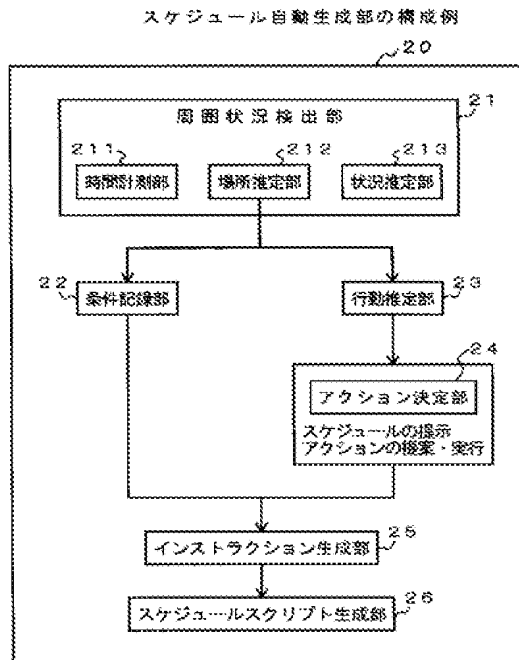 スケジュール自動生成部の構成例
20
21
周囲状況検出部
211 212 213
時間計測部 場所推定部 状況推定部
22 23
条件記録部 行動推定部
24
アクション決定部
スケジュールの提示
アクションの提案・実行
25
インストラクション生成部
26
スケジュールスクリプト生成部